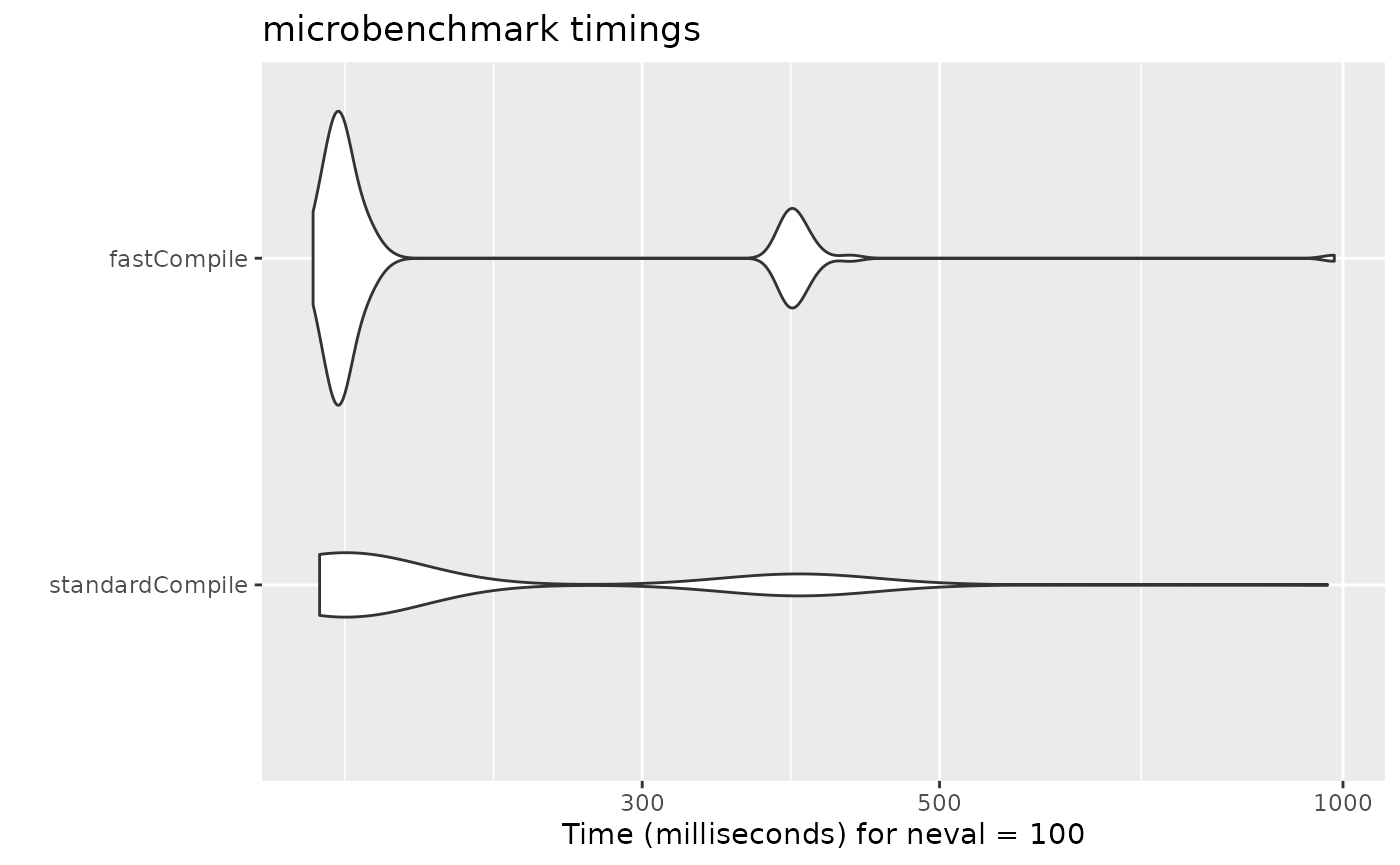 microbenchmark timings
fastCompile
standardCompile
300 500 1000
Time (milliseconds) for neval = 100